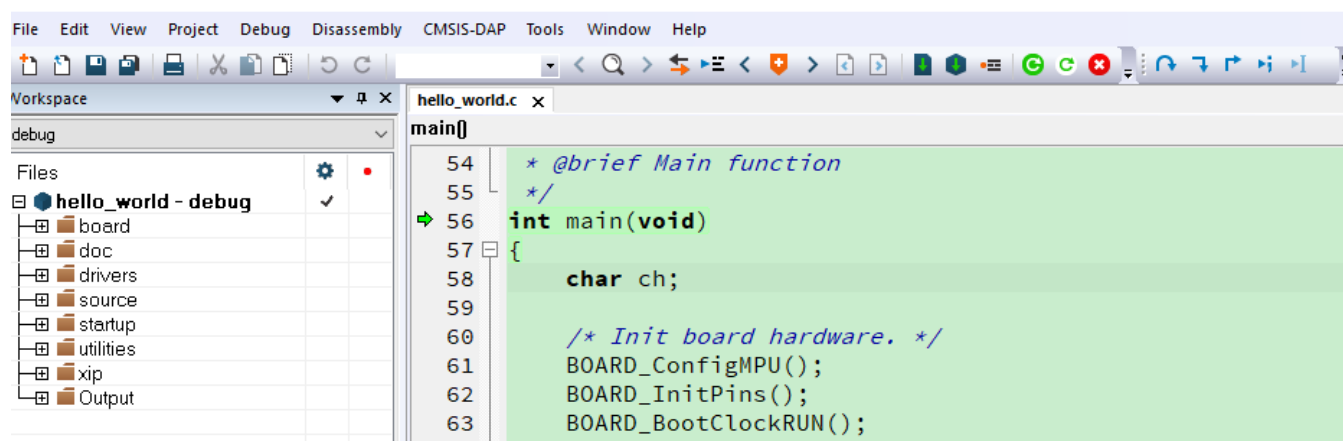 File Edit View Project Debug Disassembly CMSIS-DAP Tools Window Help
Workspace
debug
Files
hello_world - debug
board
doc
drivers
source
startup
utilities
xip
Output
hello_world.c
main()
54 * @brief Main function
55 */
56 int main(void)
57 {
58 char ch;
59
60 /* Init board hardware. */
61 BOARD_ConfigMPU();
62 BOARD_InitPins();
63 BOARD_BootClockRUN();